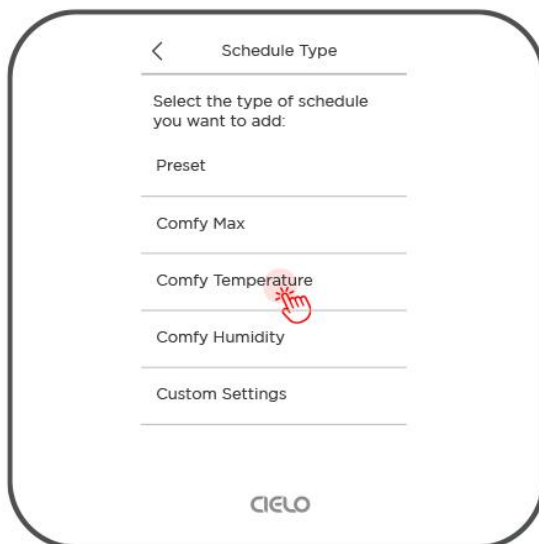 Schedule Type
Select the type of schedule
you want to add:
Preset
Comfy Max
Comfy Temperature
Comfy Humidity
Custom Settings
CIELO